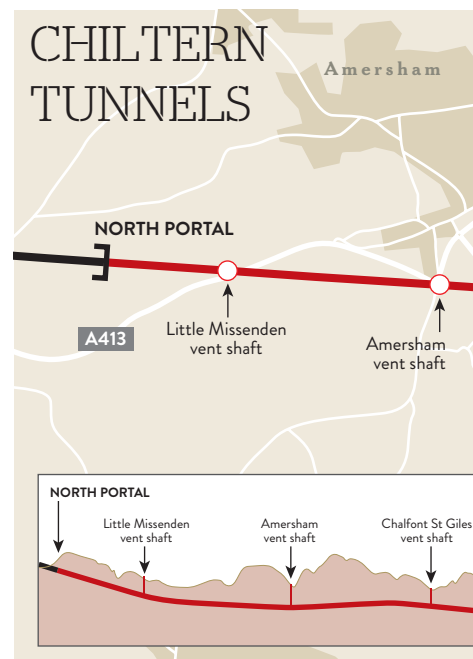 CHILTERN
TUNNELS
Amersham
NORTH PORTAL
A413
Little Missenden
vent shaft
Amersham
vent shaft
NORTH PORTAL
Little Missenden
vent shaft
Amersham
vent shaft
Chalfont St Giles
vent shaft